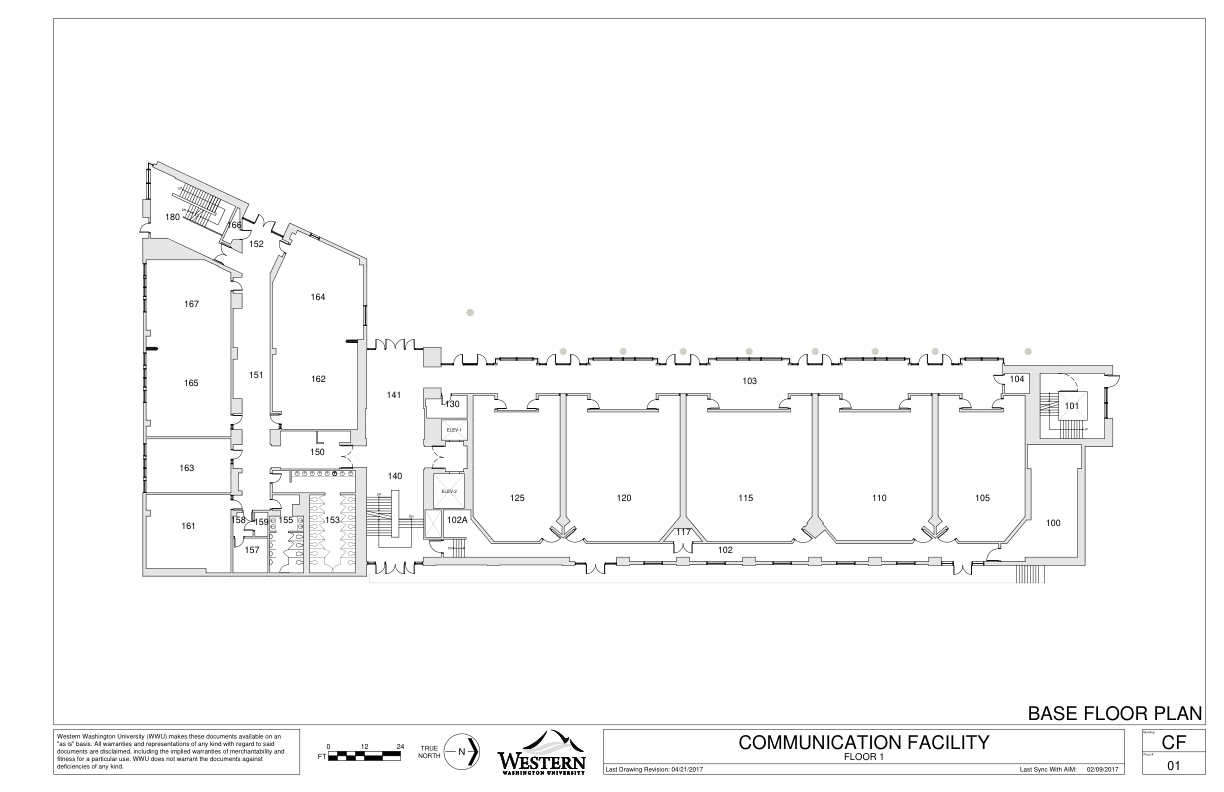 180
166
152
167
164
165
151
162
141
103
104
101
UP
130
ELEV-1
150
163
140
ELEV-2
125
120
115
110
105
100
161
158
159
155
153
102A
117
102
157
BASE FLOOR PLAN
Western Washington University (WWU) makes these documents available on an
"as is" basis. All warranties and representations of any kind with regard to said
documents are disclaimed, including the implied warranties of merchantability and
fitness for a particular use. WWU does not warrant the documents against
deficiencies of any kind.
FT 0 12 24
TRUE
NORTH
N
WESTERN
WASHINGTON UNIVERSITY
COMMUNICATION FACILITY
FLOOR 1
Last Drawing Revision: 04/21/2017
Last Sync With AIM: 02/09/2017
Building
CF
01